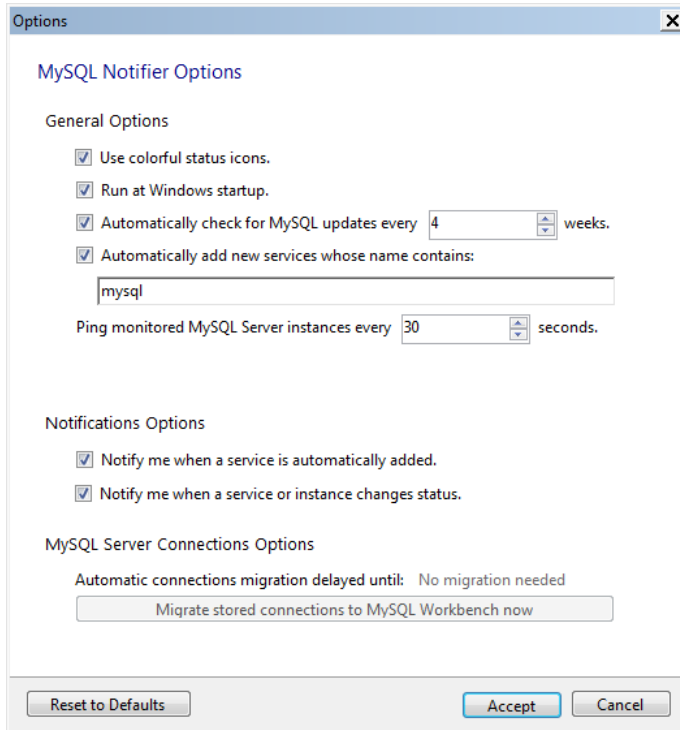 Options
MySQL Notifier Options
General Options
Use colorful status icons.
Run at Windows startup.
Automatically check for MySQL updates every 4 weeks.
Automatically add new services whose name contains:
mysql
Ping monitored MySQL Server instances every 30 seconds.
Notifications Options
Notify me when a service is automatically added.
Notify me when a service or instance changes status.
MySQL Server Connections Options
Automatic connections migration delayed until: No migration needed
Migrate stored connections to MySQL Workbench now
Reset to Defaults Accept Cancel